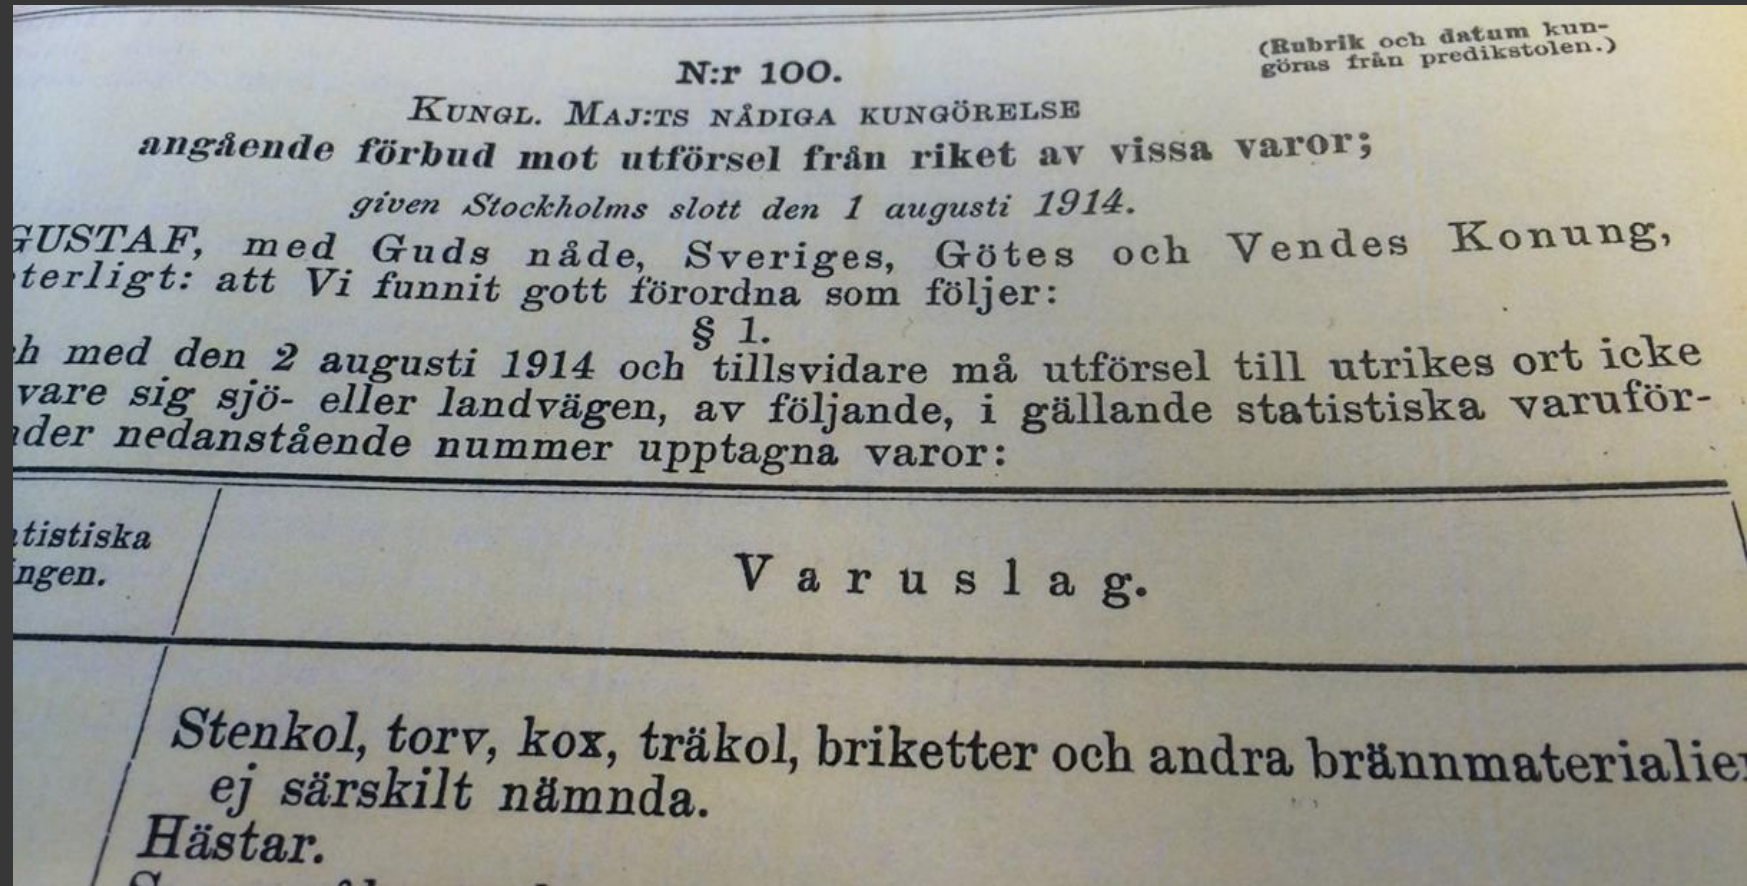 (Rubrik och datum kun-
göras från predikstolen.)
N:r 100.
KUNGL. MAJ:TS NÅDIGA KUNGÖRELSE
angående förbud mot utförsel från riket av vissa varor;
given Stockholms slott den 1 augusti 1914.
GUSTAF, med Guds nåde, Sveriges, Götes och Vendes Konung,
terligt: att Vi funnit gott förordna som följer:
§ 1.
h med den 2 augusti 1914 och tillsvidare må utförsel till utrikes ort icke
vare sig sjö- eller landvägen, av följande, i gällande statistiska varuför-
der nedanstående nummer upptagna varor:
tistiska
ngen.
Varuslag.
Stenkol, torv, kox, träkol, briketter och andra brännmaterialier
ej särskilt nämnda.
Hästar.